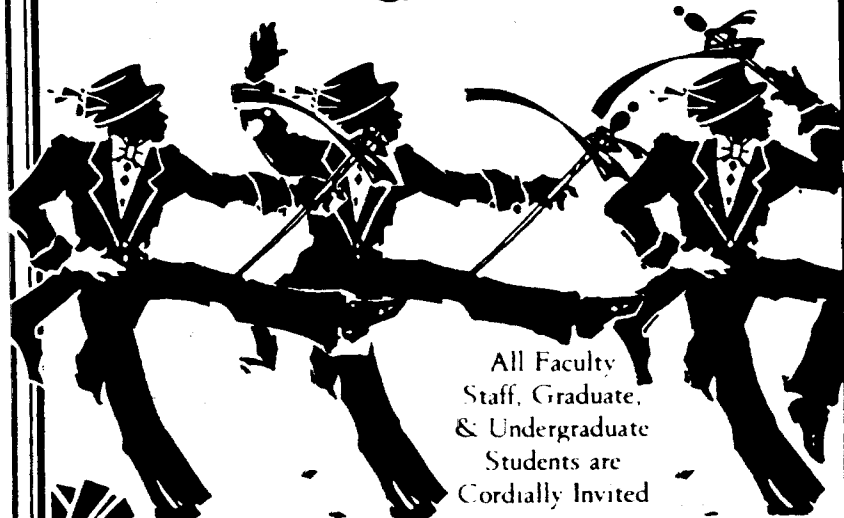 All Faculty
Staff, Graduate,
& Undergraduate
Students are
Cordially Invited